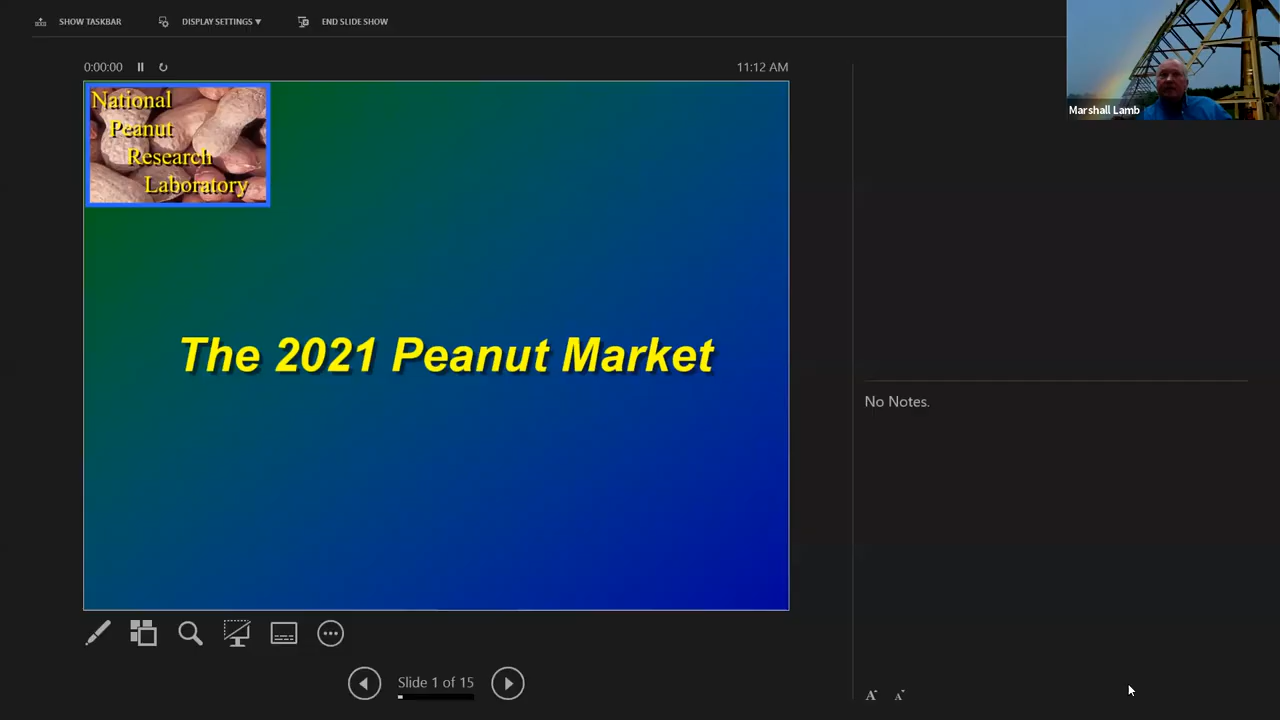 SHOW TASKBAR
DISPLAY SETTINGS ▼
END SLIDE SHOW
0:00:00
11:12 AM
Marshall Lamb
National
Peanut
Research
Laboratory
The 2021 Peanut Market
No Notes.
Slide 1 of 15
A
A